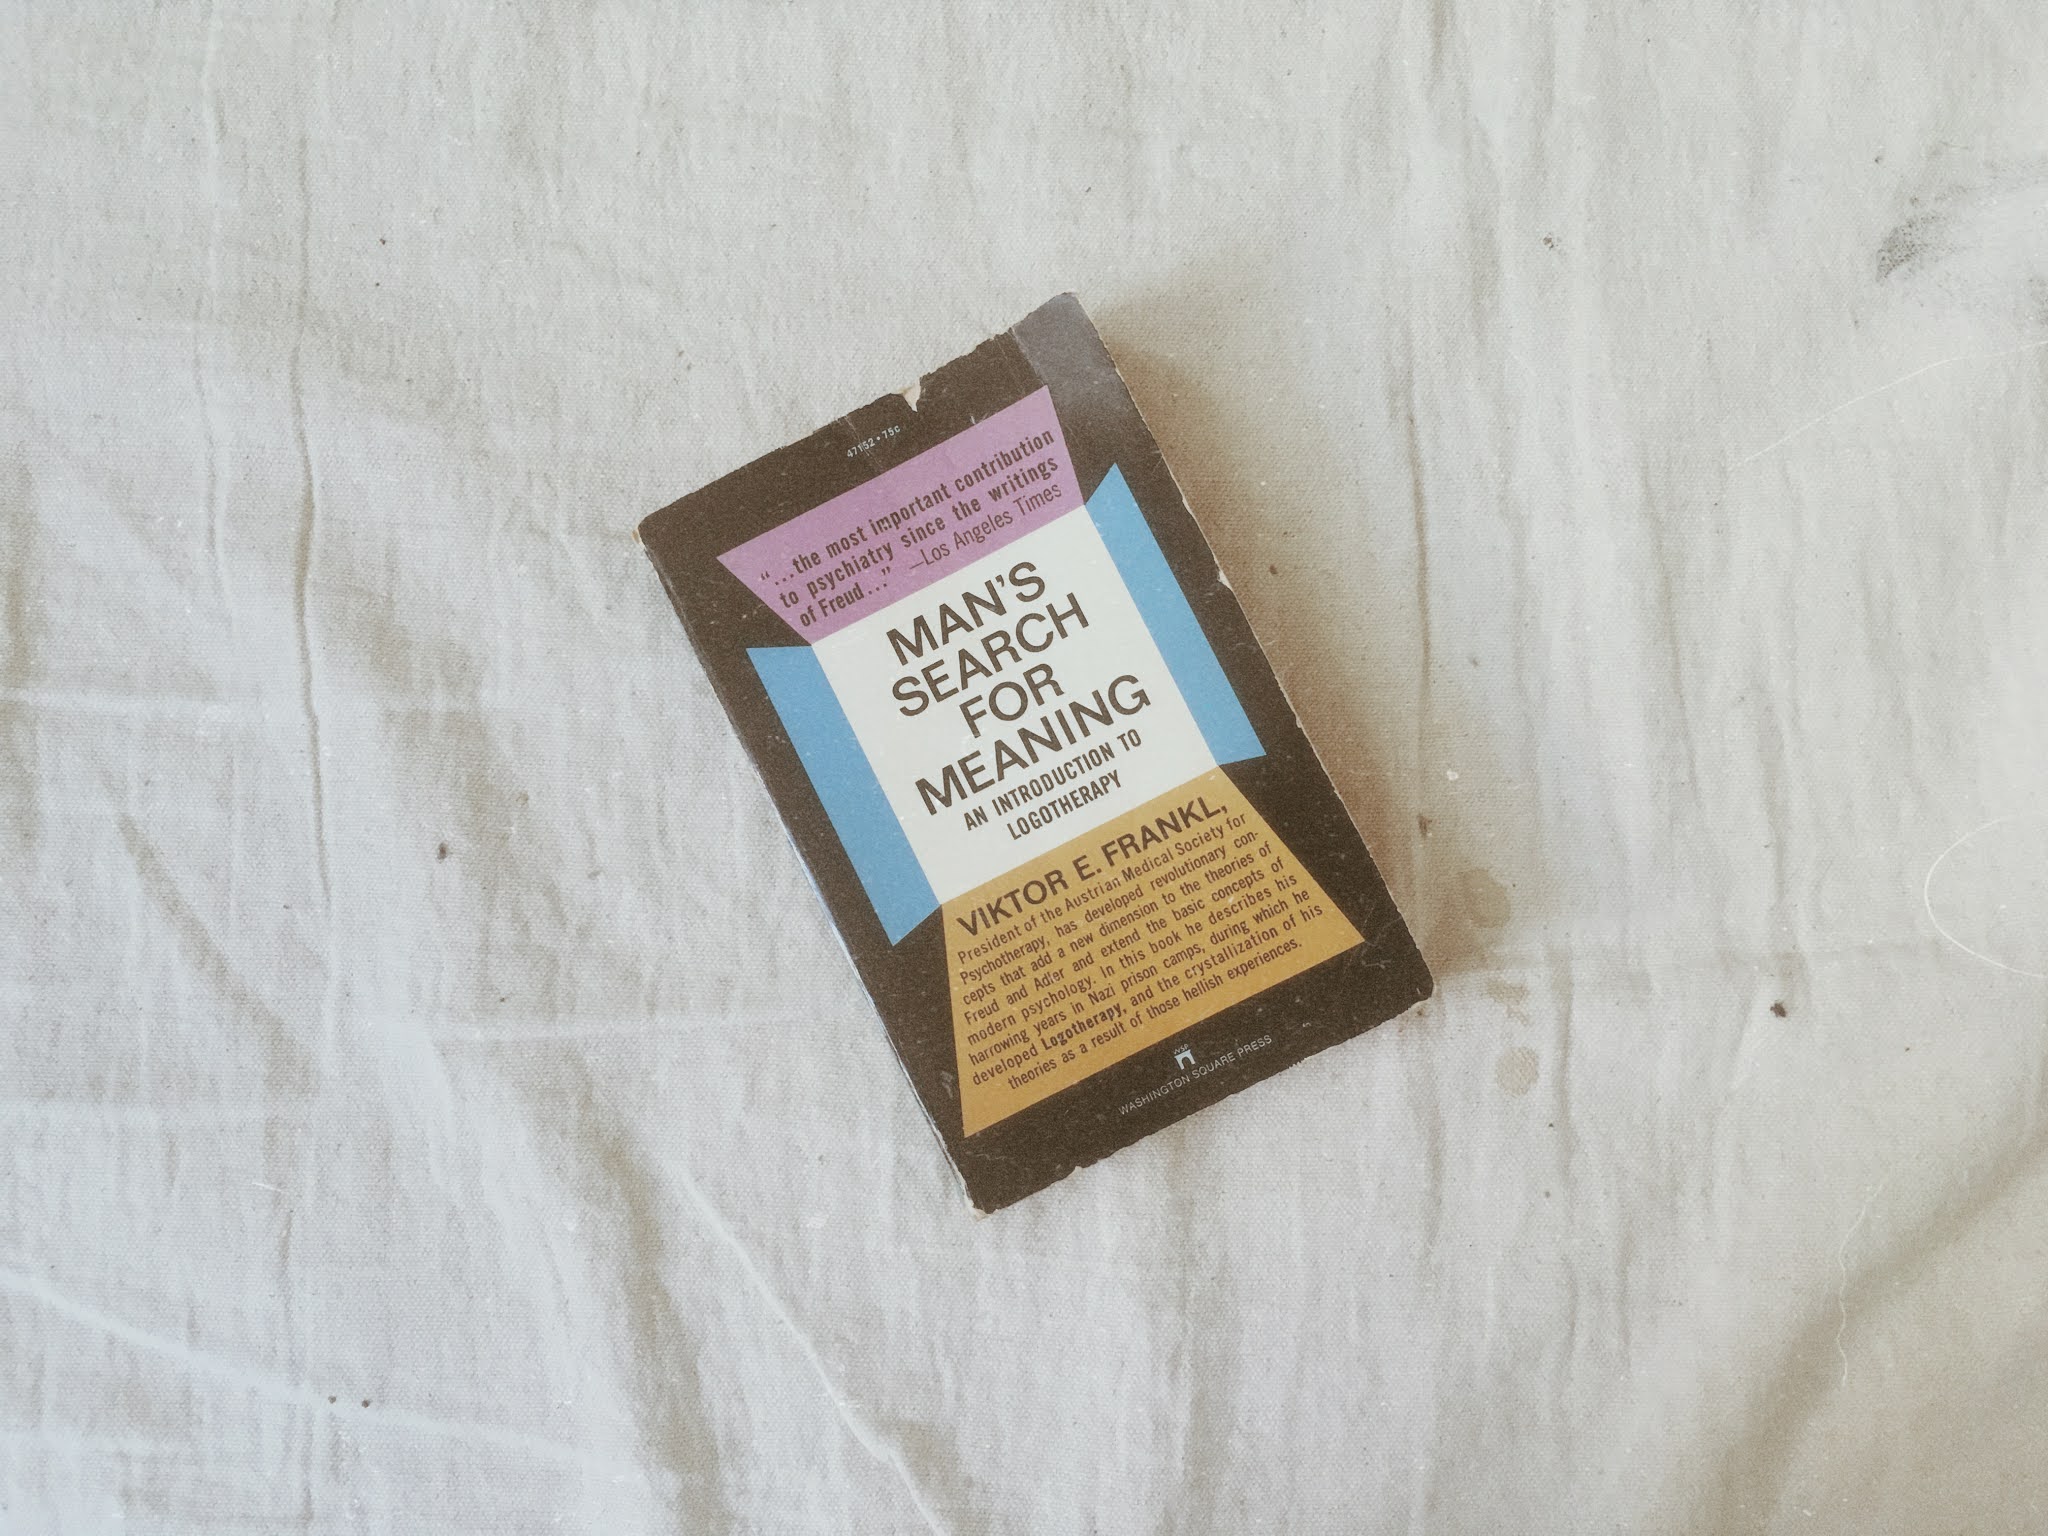 47152 • 75c
"...the most important contribution
to psychiatry since the writings
of Freud..." —Los Angeles Times
MAN'S
SEARCH
FOR
MEANING
AN INTRODUCTION TO
LOGOTHERAPY
VIKTOR E. FRANKL,
President of the Austrian Medical Society for
Psychotherapy, has developed revolutionary con-
cepts that add a new dimension to the theories of
Freud and Adler and extend the basic concepts of
modern psychology. In this book he describes his
harrowing years in Nazi prison camps, during which he
developed Logotherapy, and the crystallization of his
theories as a result of those hellish experiences.
WSP
WASHINGTON SQUARE PRESS